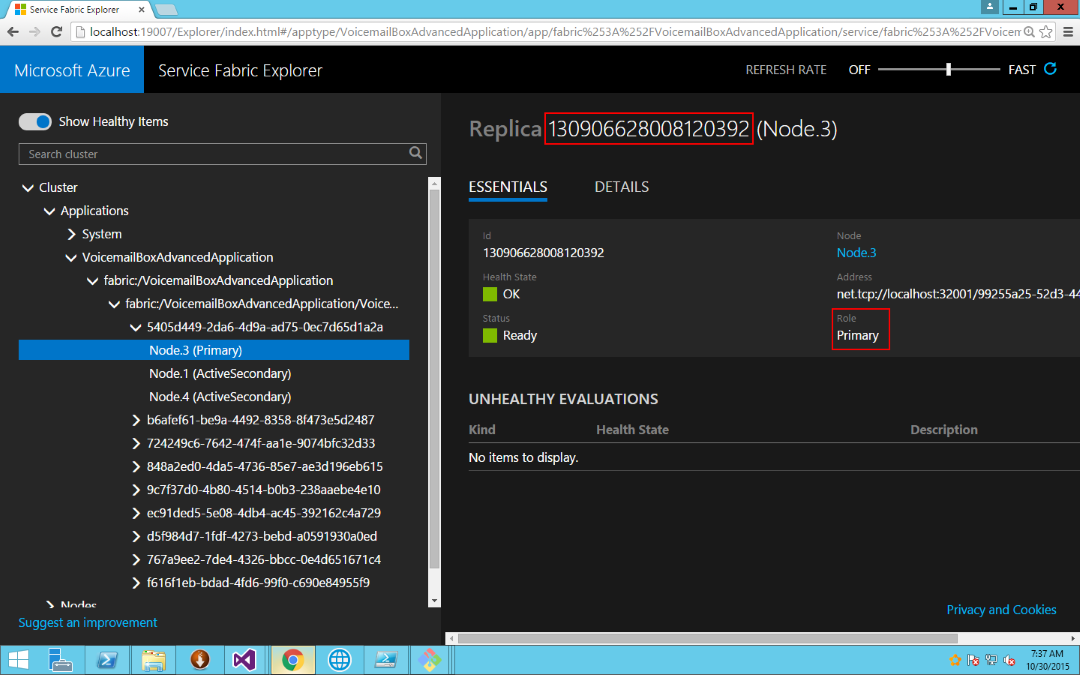 Service Fabric Explorer
localhost:19007/Explorer/index.html#/apptype/VoicemailBoxAdvancedApplication/app/fabric%253A%252FVoicemailBoxAdvancedApplication/service/fabric%253A%252FVoicem
Microsoft Azure
Service Fabric Explorer
REFRESH RATE OFF FAST
Show Healthy Items
Search cluster
Cluster
Applications
System
VoicemailBoxAdvancedApplication
fabric:/VoicemailBoxAdvancedApplication
fabric:/VoicemailBoxAdvancedApplication/Voice...
5405d449-2da6-4d9a-ad75-0ec7d65d1a2a
Node.3 (Primary)
Node.1 (ActiveSecondary)
Node.4 (ActiveSecondary)
b6afef61-be9a-4492-8358-8f473e5d2487
724249c6-7642-474f-aa1e-9074bfc32d33
848a2ed0-4da5-4736-85e7-ae3d196eb615
9c7f37d0-4b80-4514-b0b3-238aaebe4e10
ec91ded5-5e08-4db4-ac45-392162c4a729
d5f984d7-1fdf-4273-bebd-a0591930a0ed
767a9ee2-7de4-4326-bbcc-0e4d651671c4
f616f1eb-bdad-4fd6-99f0-c690e84955f9
Nodes
Suggest an improvement
Replica 130906628008120392 (Node.3)
ESSENTIALS DETAILS
Id
130906628008120392
Node
Node.3
Health State
OK
Address
net.tcp://localhost:32001/99255a25-52d3-44
Status
Ready
Role
Primary
UNHEALTHY EVALUATIONS
Kind Health State Description
No items to display.
Privacy and Cookies
7:37 AM
10/30/2015